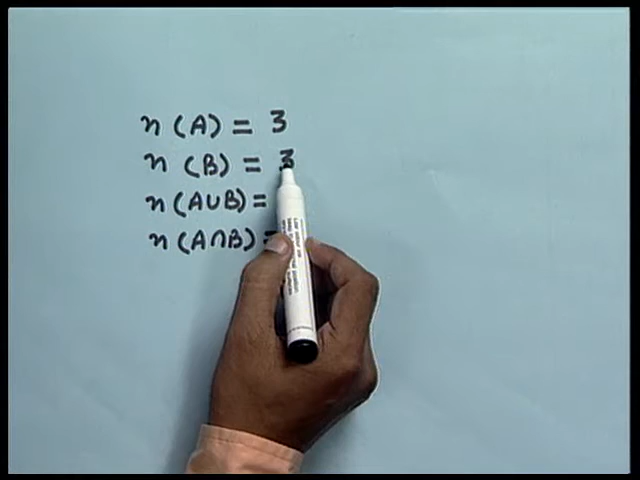 n (A) = 3
n (B) = 3
n (A∪B) =
n (A∩B) =